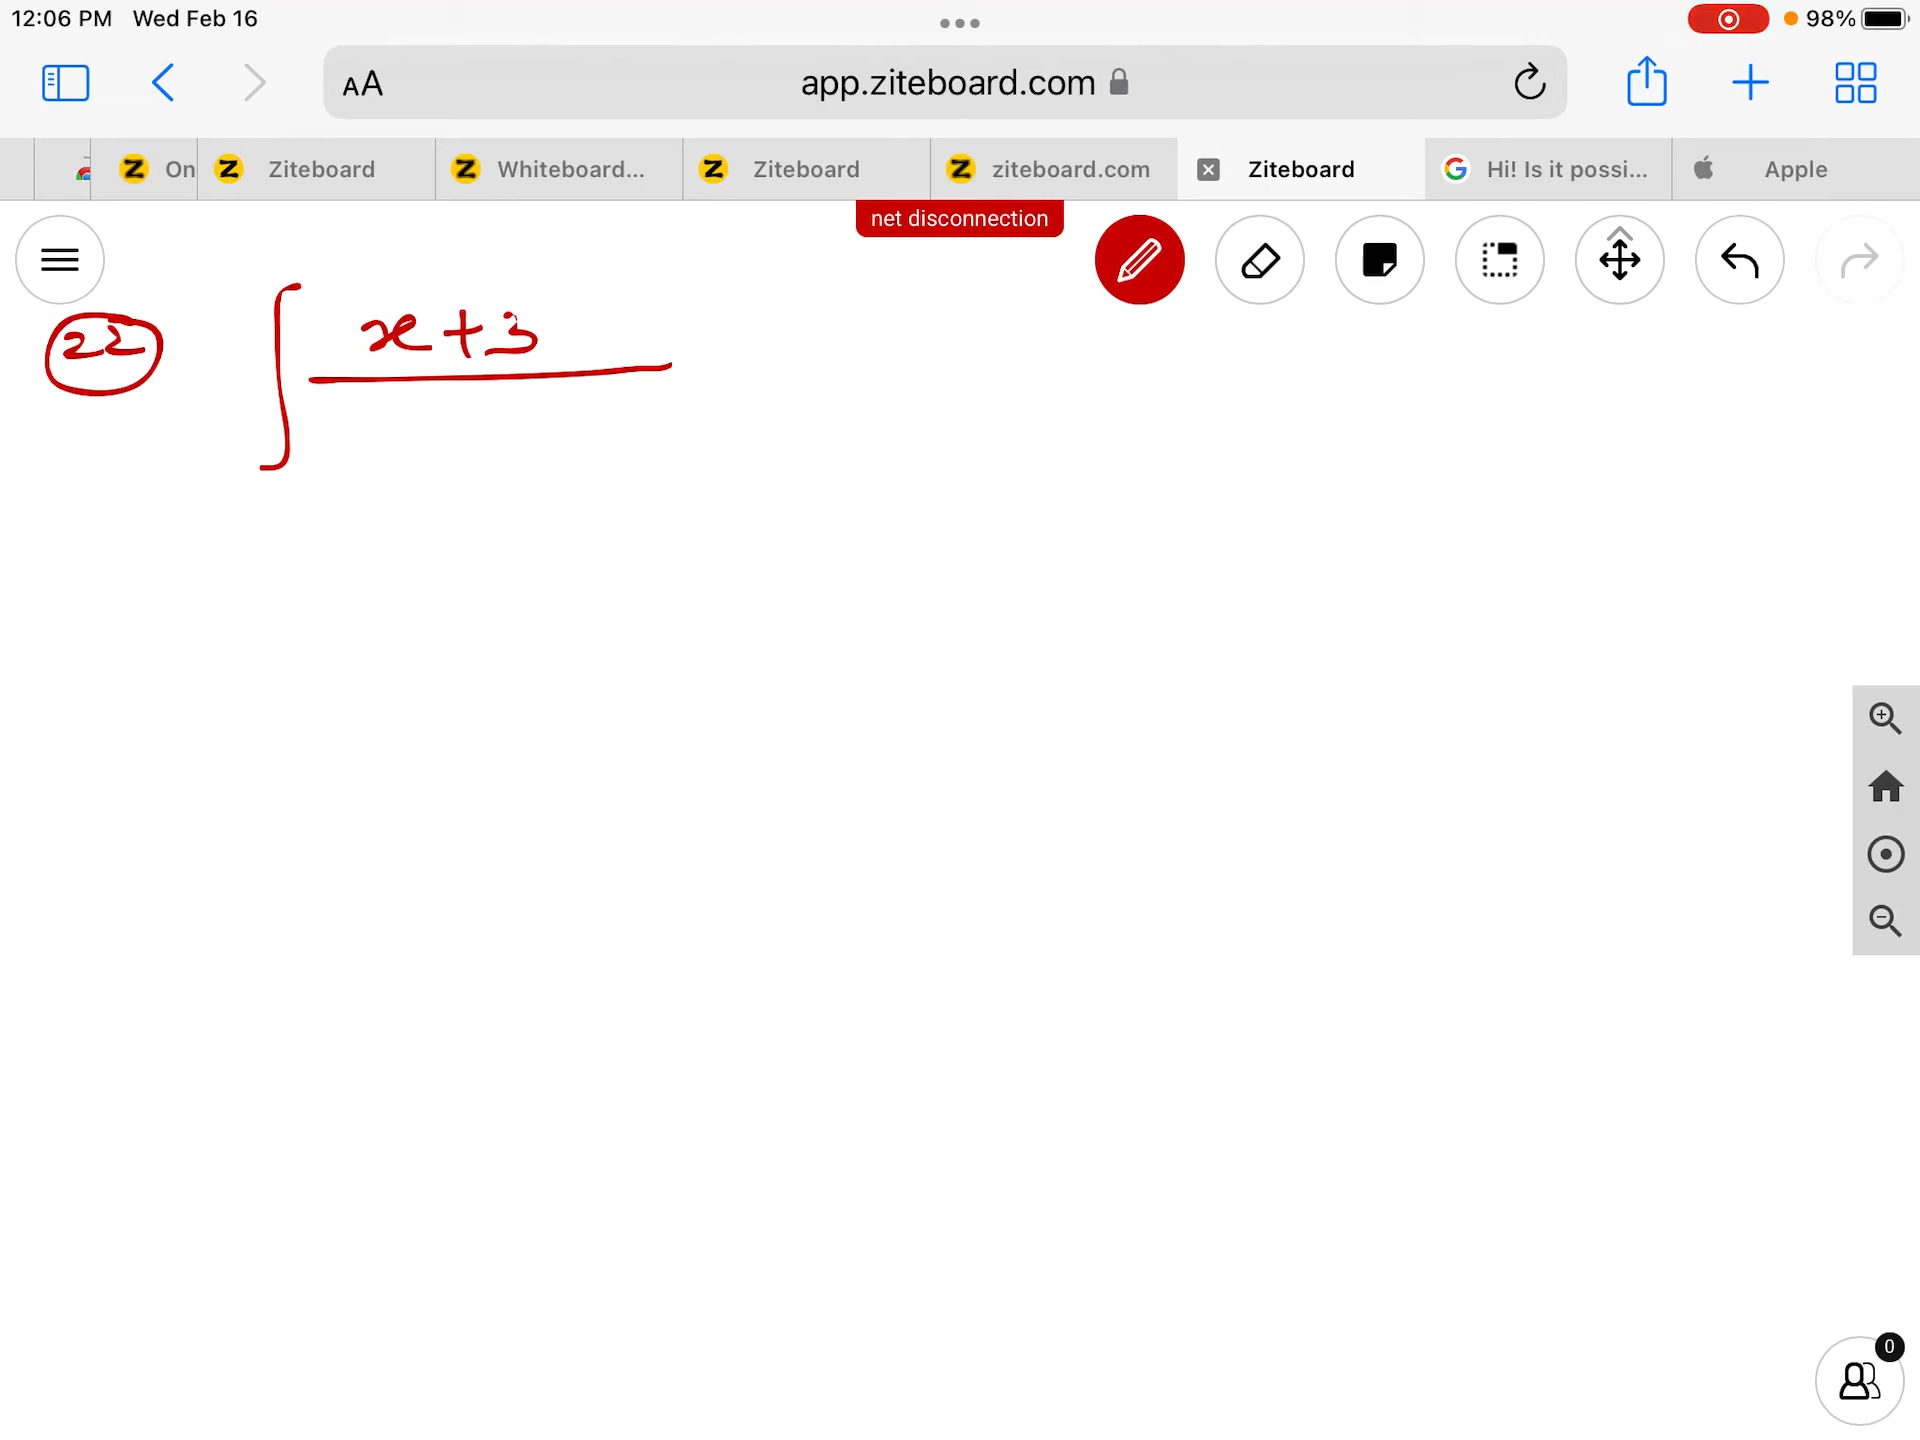 12:06 PM Wed Feb 16
98%
AA app.ziteboard.com
On Ziteboard Whiteboard... Ziteboard ziteboard.com Ziteboard Hi! Is it possi... Apple
net disconnection
22 ∫ x+3
0